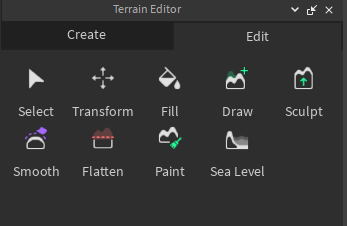 Terrain Editor
Create Edit
Select Transform Fill Draw Sculpt
Smooth Flatten Paint Sea Level